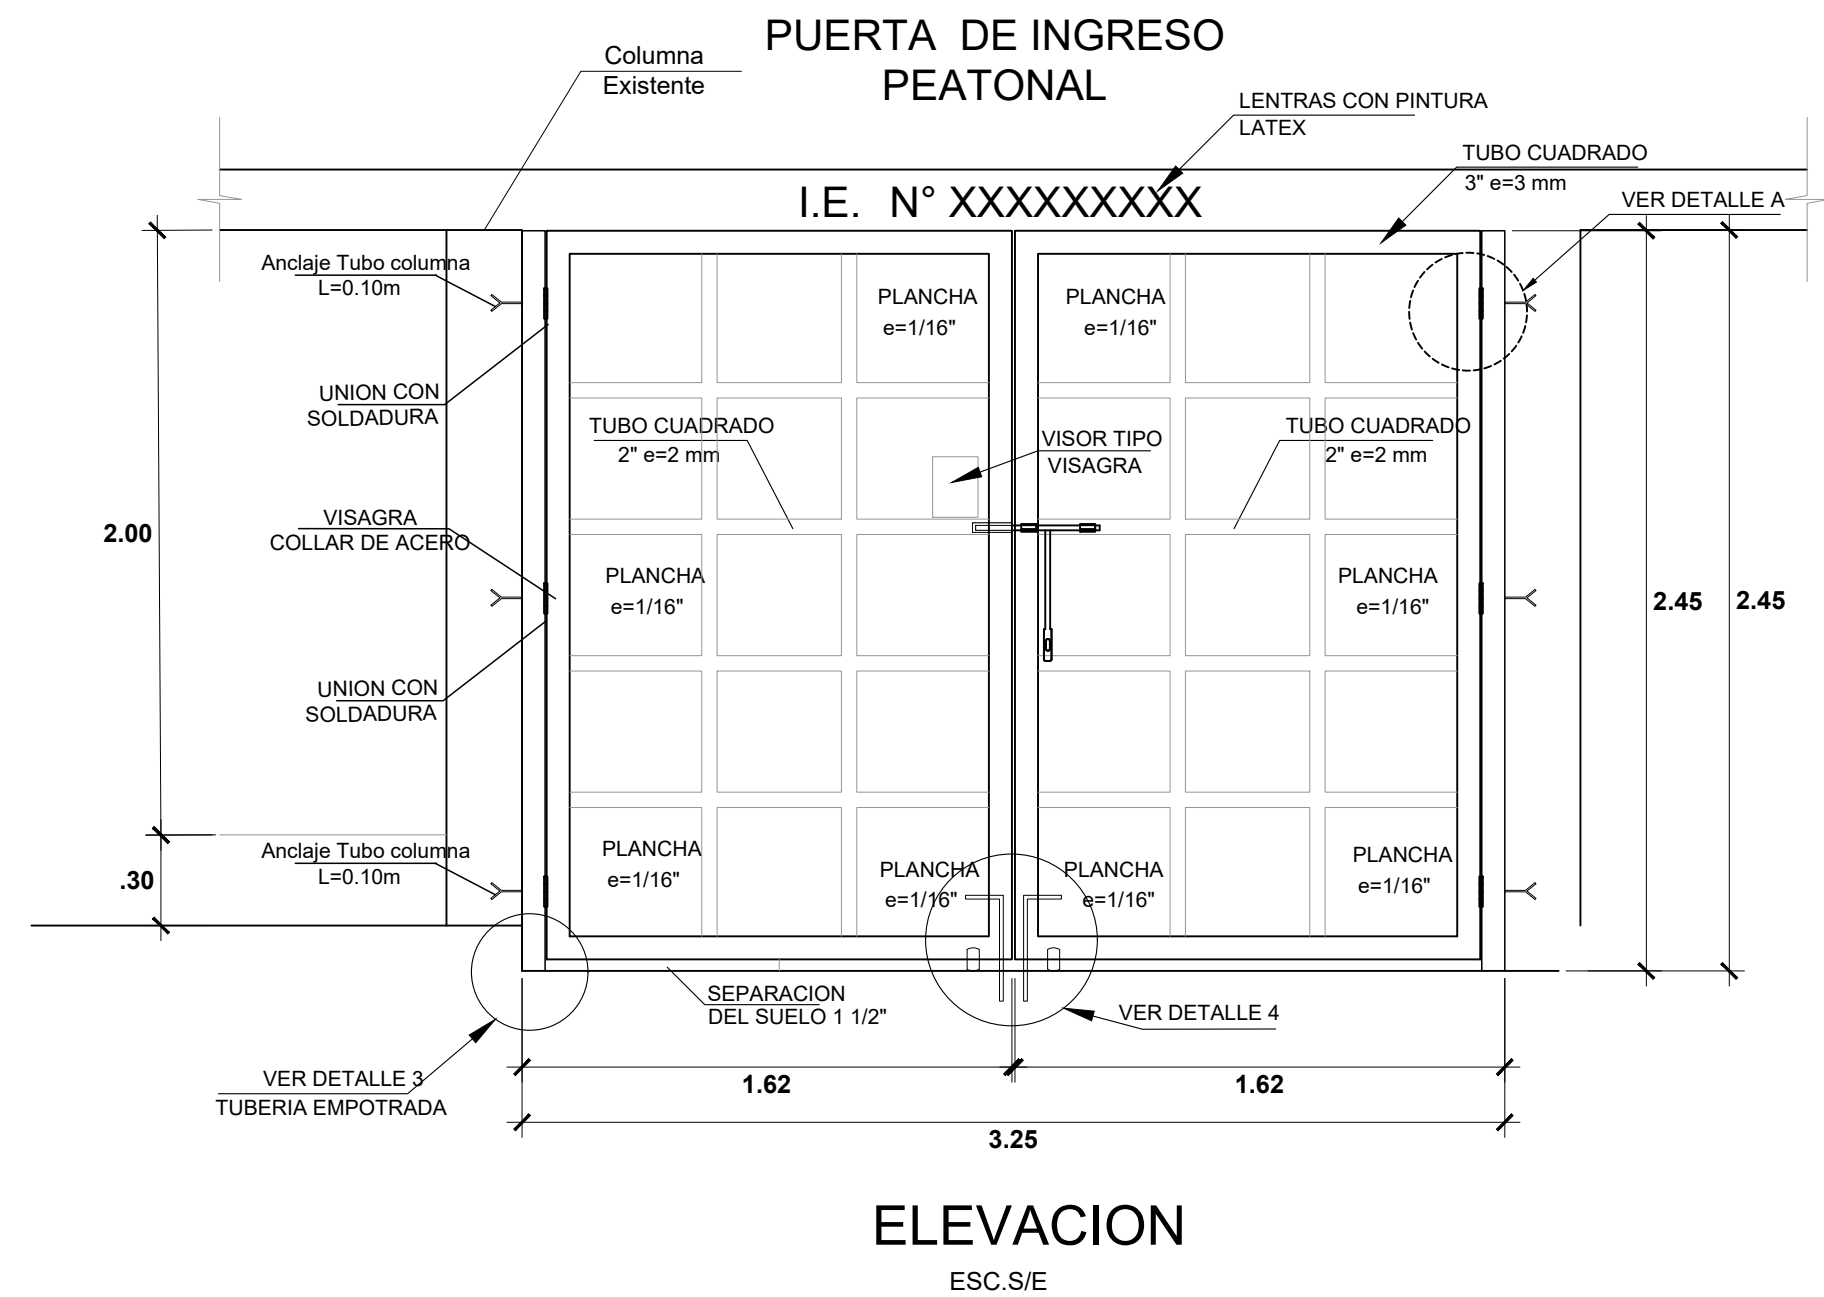 PUERTA DE INGRESO
PEATONAL
Columna
Existente
LENTRAS CON PINTURA
LATEX
TUBO CUADRADO
3" e=3 mm
I.E. N° XXXXXXXXX
VER DETALLE A
Anclaje Tubo columna
L=0.10m
PLANCHA
e=1/16"
PLANCHA
e=1/16"
UNION CON
SOLDADURA
TUBO CUADRADO
2" e=2 mm
VISOR TIPO
VISAGRA
TUBO CUADRADO
2" e=2 mm
2.00
VISAGRA
COLLAR DE ACERO
PLANCHA
e=1/16"
PLANCHA
e=1/16"
2.45
2.45
UNION CON
SOLDADURA
.30
Anclaje Tubo columna
L=0.10m
PLANCHA
e=1/16"
PLANCHA
e=1/16"
PLANCHA
e=1/16"
PLANCHA
e=1/16"
SEPARACION
DEL SUELO 1 1/2"
VER DETALLE 4
VER DETALLE 3
TUBERIA EMPOTRADA
1.62
1.62
3.25
ELEVACION
ESC.S/E